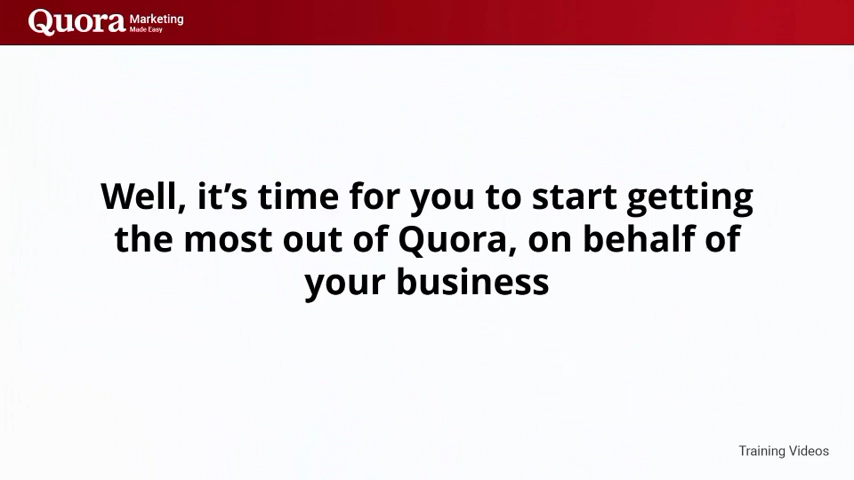 Quora Marketing
Made Easy
Well, it’s time for you to start getting
the most out of Quora, on behalf of
your business
Training Videos